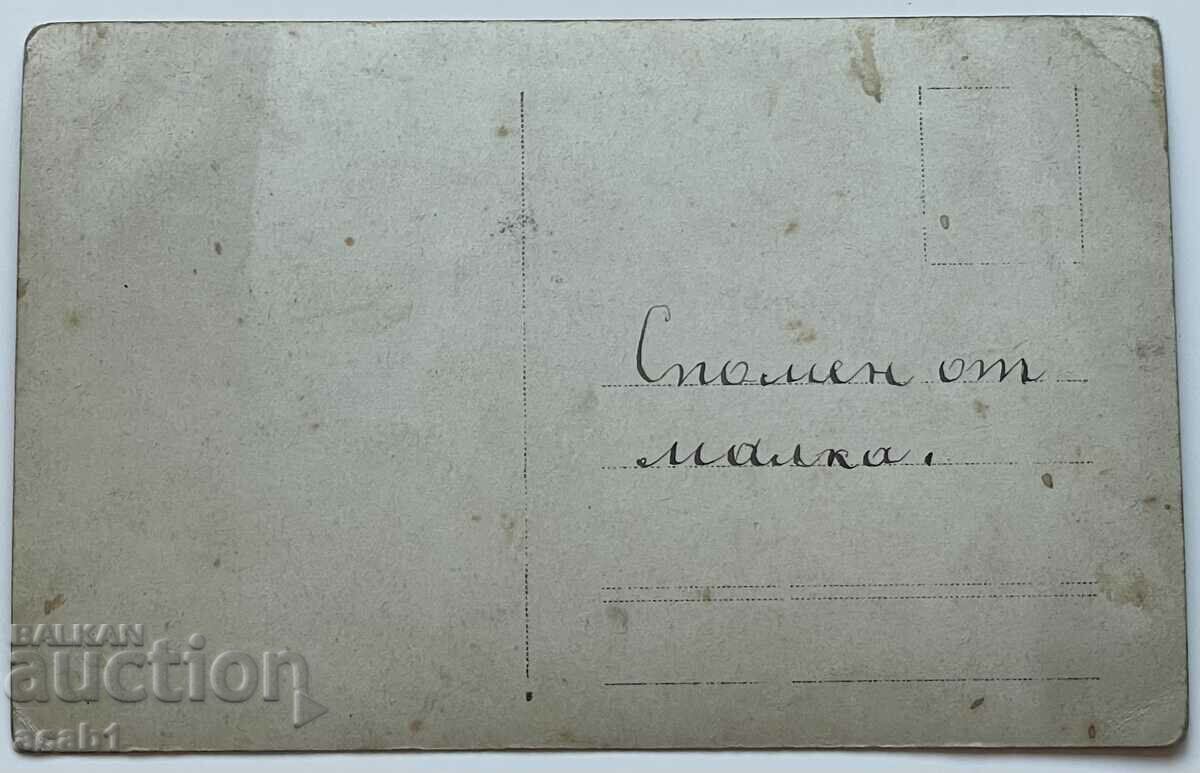 Спомен от
малка.
BALKAN
auction
acab1